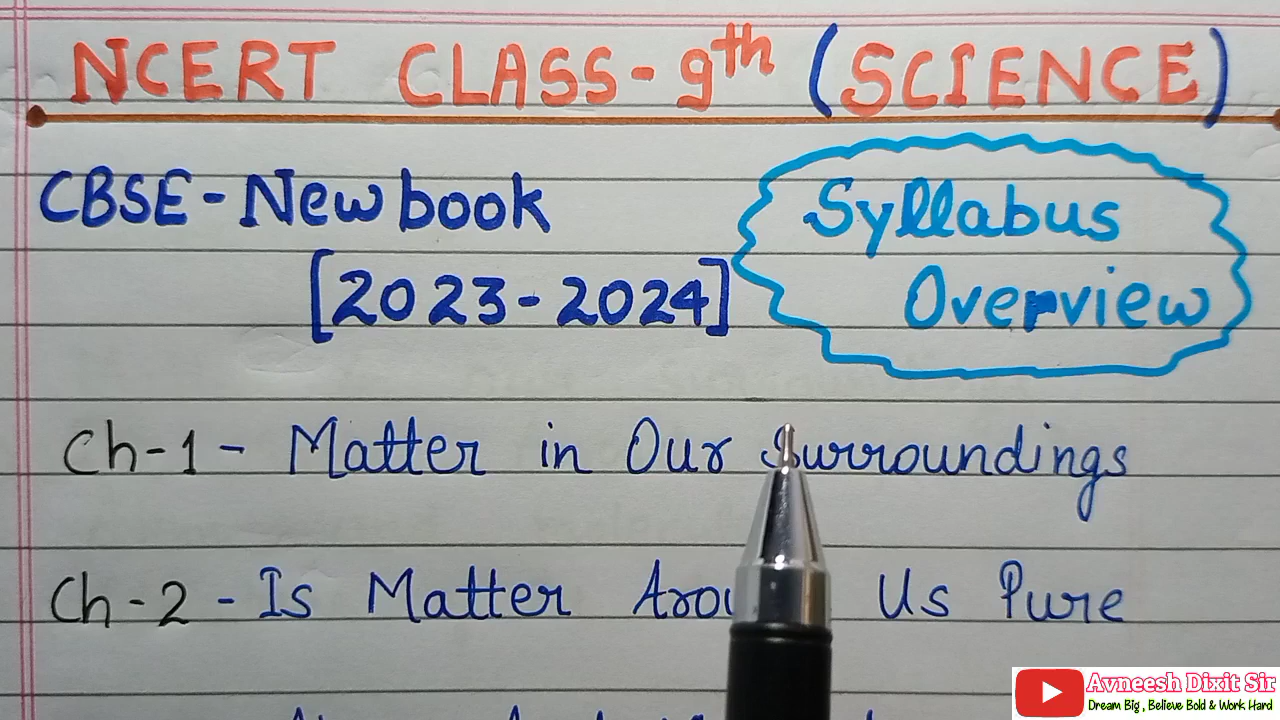 NCERT CLASS-9th (SCIENCE)
CBSE-New book
[2023-2024]
Syllabus
Overview
Ch-1- Matter in Our Surroundings
Ch-2-Is Matter Us Pure
Avneesh Dixit Sir
Dream Big , Believe Bold & Work Hard